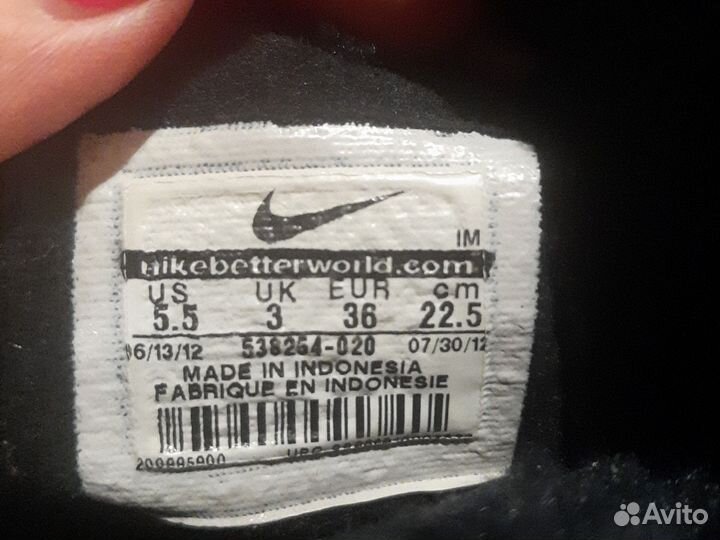 IM
nikebetterworld.com
US UK EUR cm
5.5 3 36 22.5
06/13/12 538264-020 07/30/12
MADE IN INDONESIA
FABRIQUE EN INDONESIE
UPC
Avito